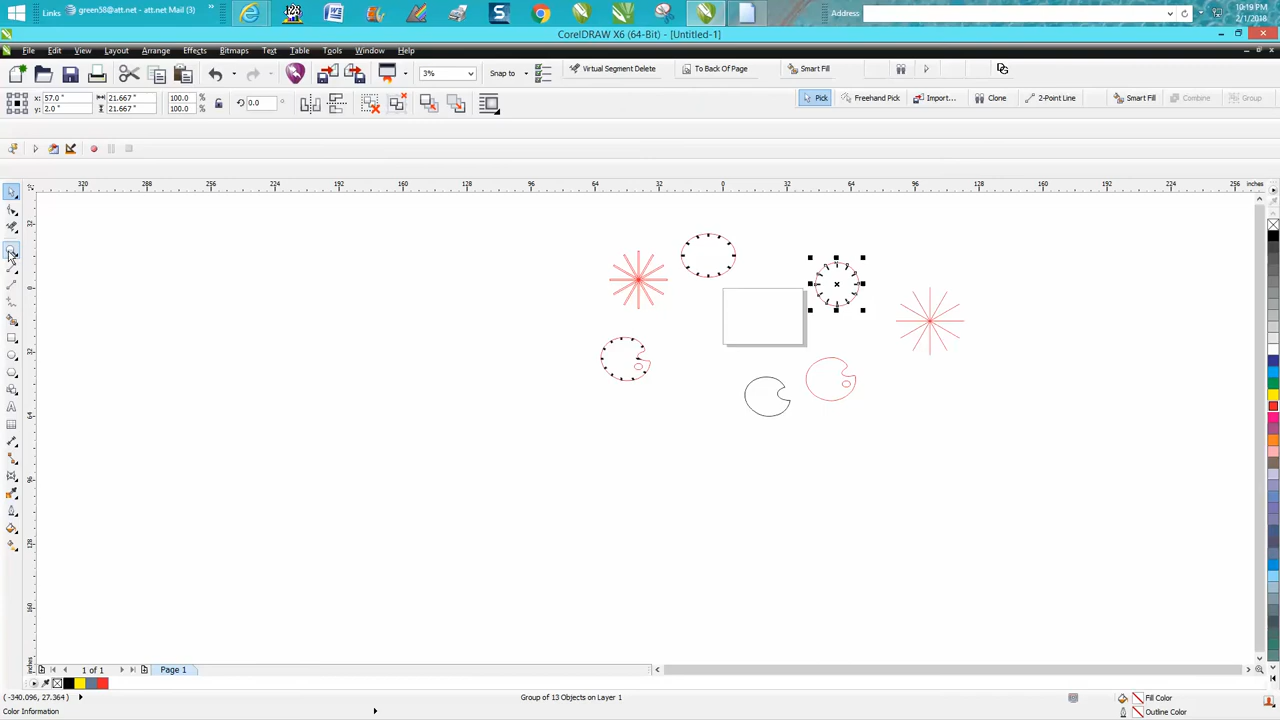 Links
green58@att.net - att.net Mail (3)
123
Address
10:19 PM
2/1/2018
CorelDRAW X6 (64-Bit) - [Untitled-1]
File Edit View Layout Arrange Effects Bitmaps Text Table Tools Window Help
3% Snap to Virtual Segment Delete To Back Of Page Smart Fill
x: 57.0 " 21.667 " 100.0 % 0.0 Pick Freehand Pick Import... Clone 2-Point Line Smart Fill Combine Group
y: 2.0 " 21.667 " 100.0 %
320 288 256 224 192 160 128 96 64 32 0 32 64 96 128 160 192 224 256 inches
1 of 1 Page 1
(-340.096, 27.364) Group of 13 Objects on Layer 1 Fill Color
Color Information Outline Color